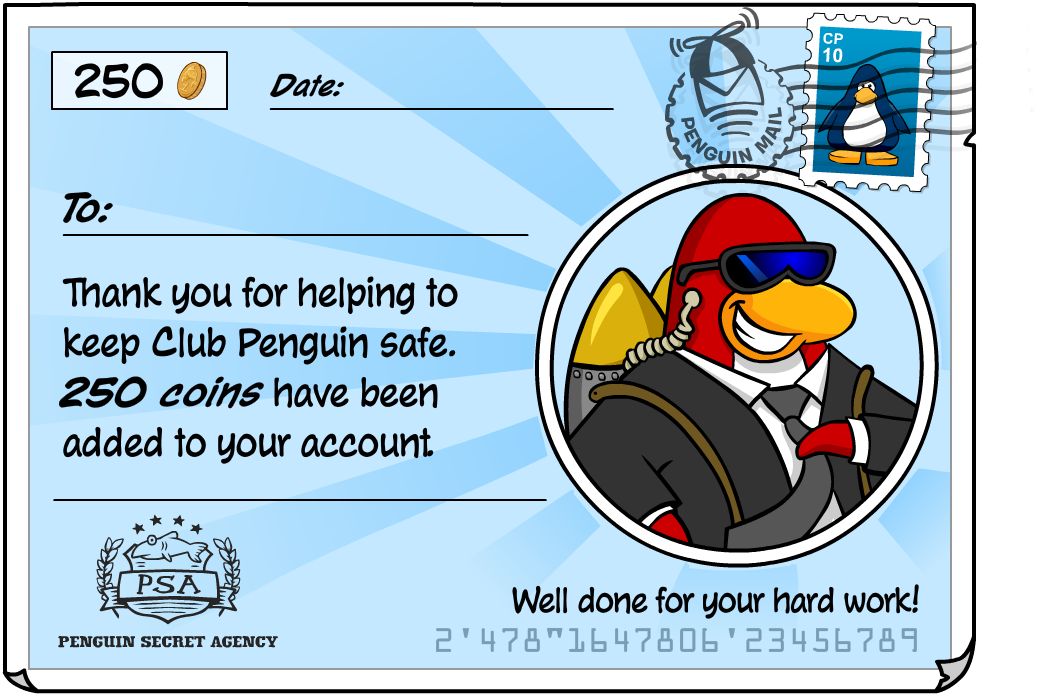 250
Date:
CP
10
PENGUIN MAIL
To:
Thank you for helping to
keep Club Penguin safe.
250 coins have been
added to your account.
PSA
PENGUIN SECRET AGENCY
Well done for your hard work!
2'478"1647806'23456789